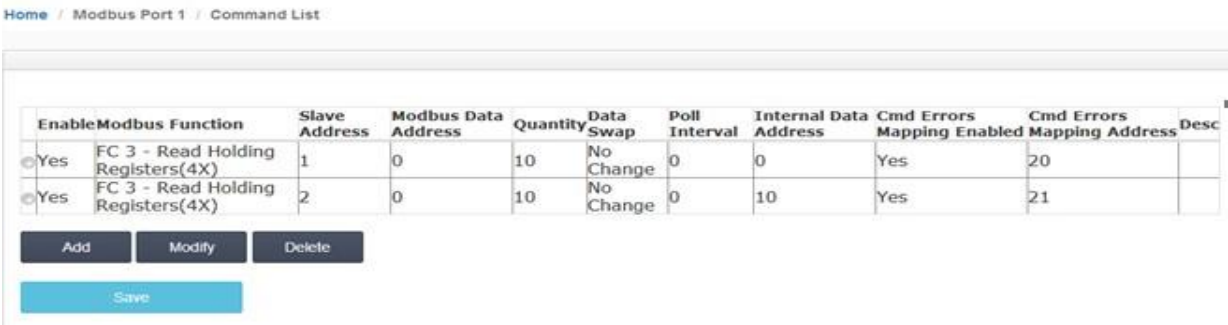 Home / Modbus Port 1 / Command List
Enable Modbus Function Slave Address Modbus Data Address Quantity Data Swap Poll Interval Internal Data Address Cmd Errors Mapping Enabled Cmd Errors Mapping Address Desc
Yes FC 3 - Read Holding Registers(4X) 1 0 10 No Change 0 0 Yes 20
Yes FC 3 - Read Holding Registers(4X) 2 0 10 No Change 0 10 Yes 21
Add Modify Delete
Save